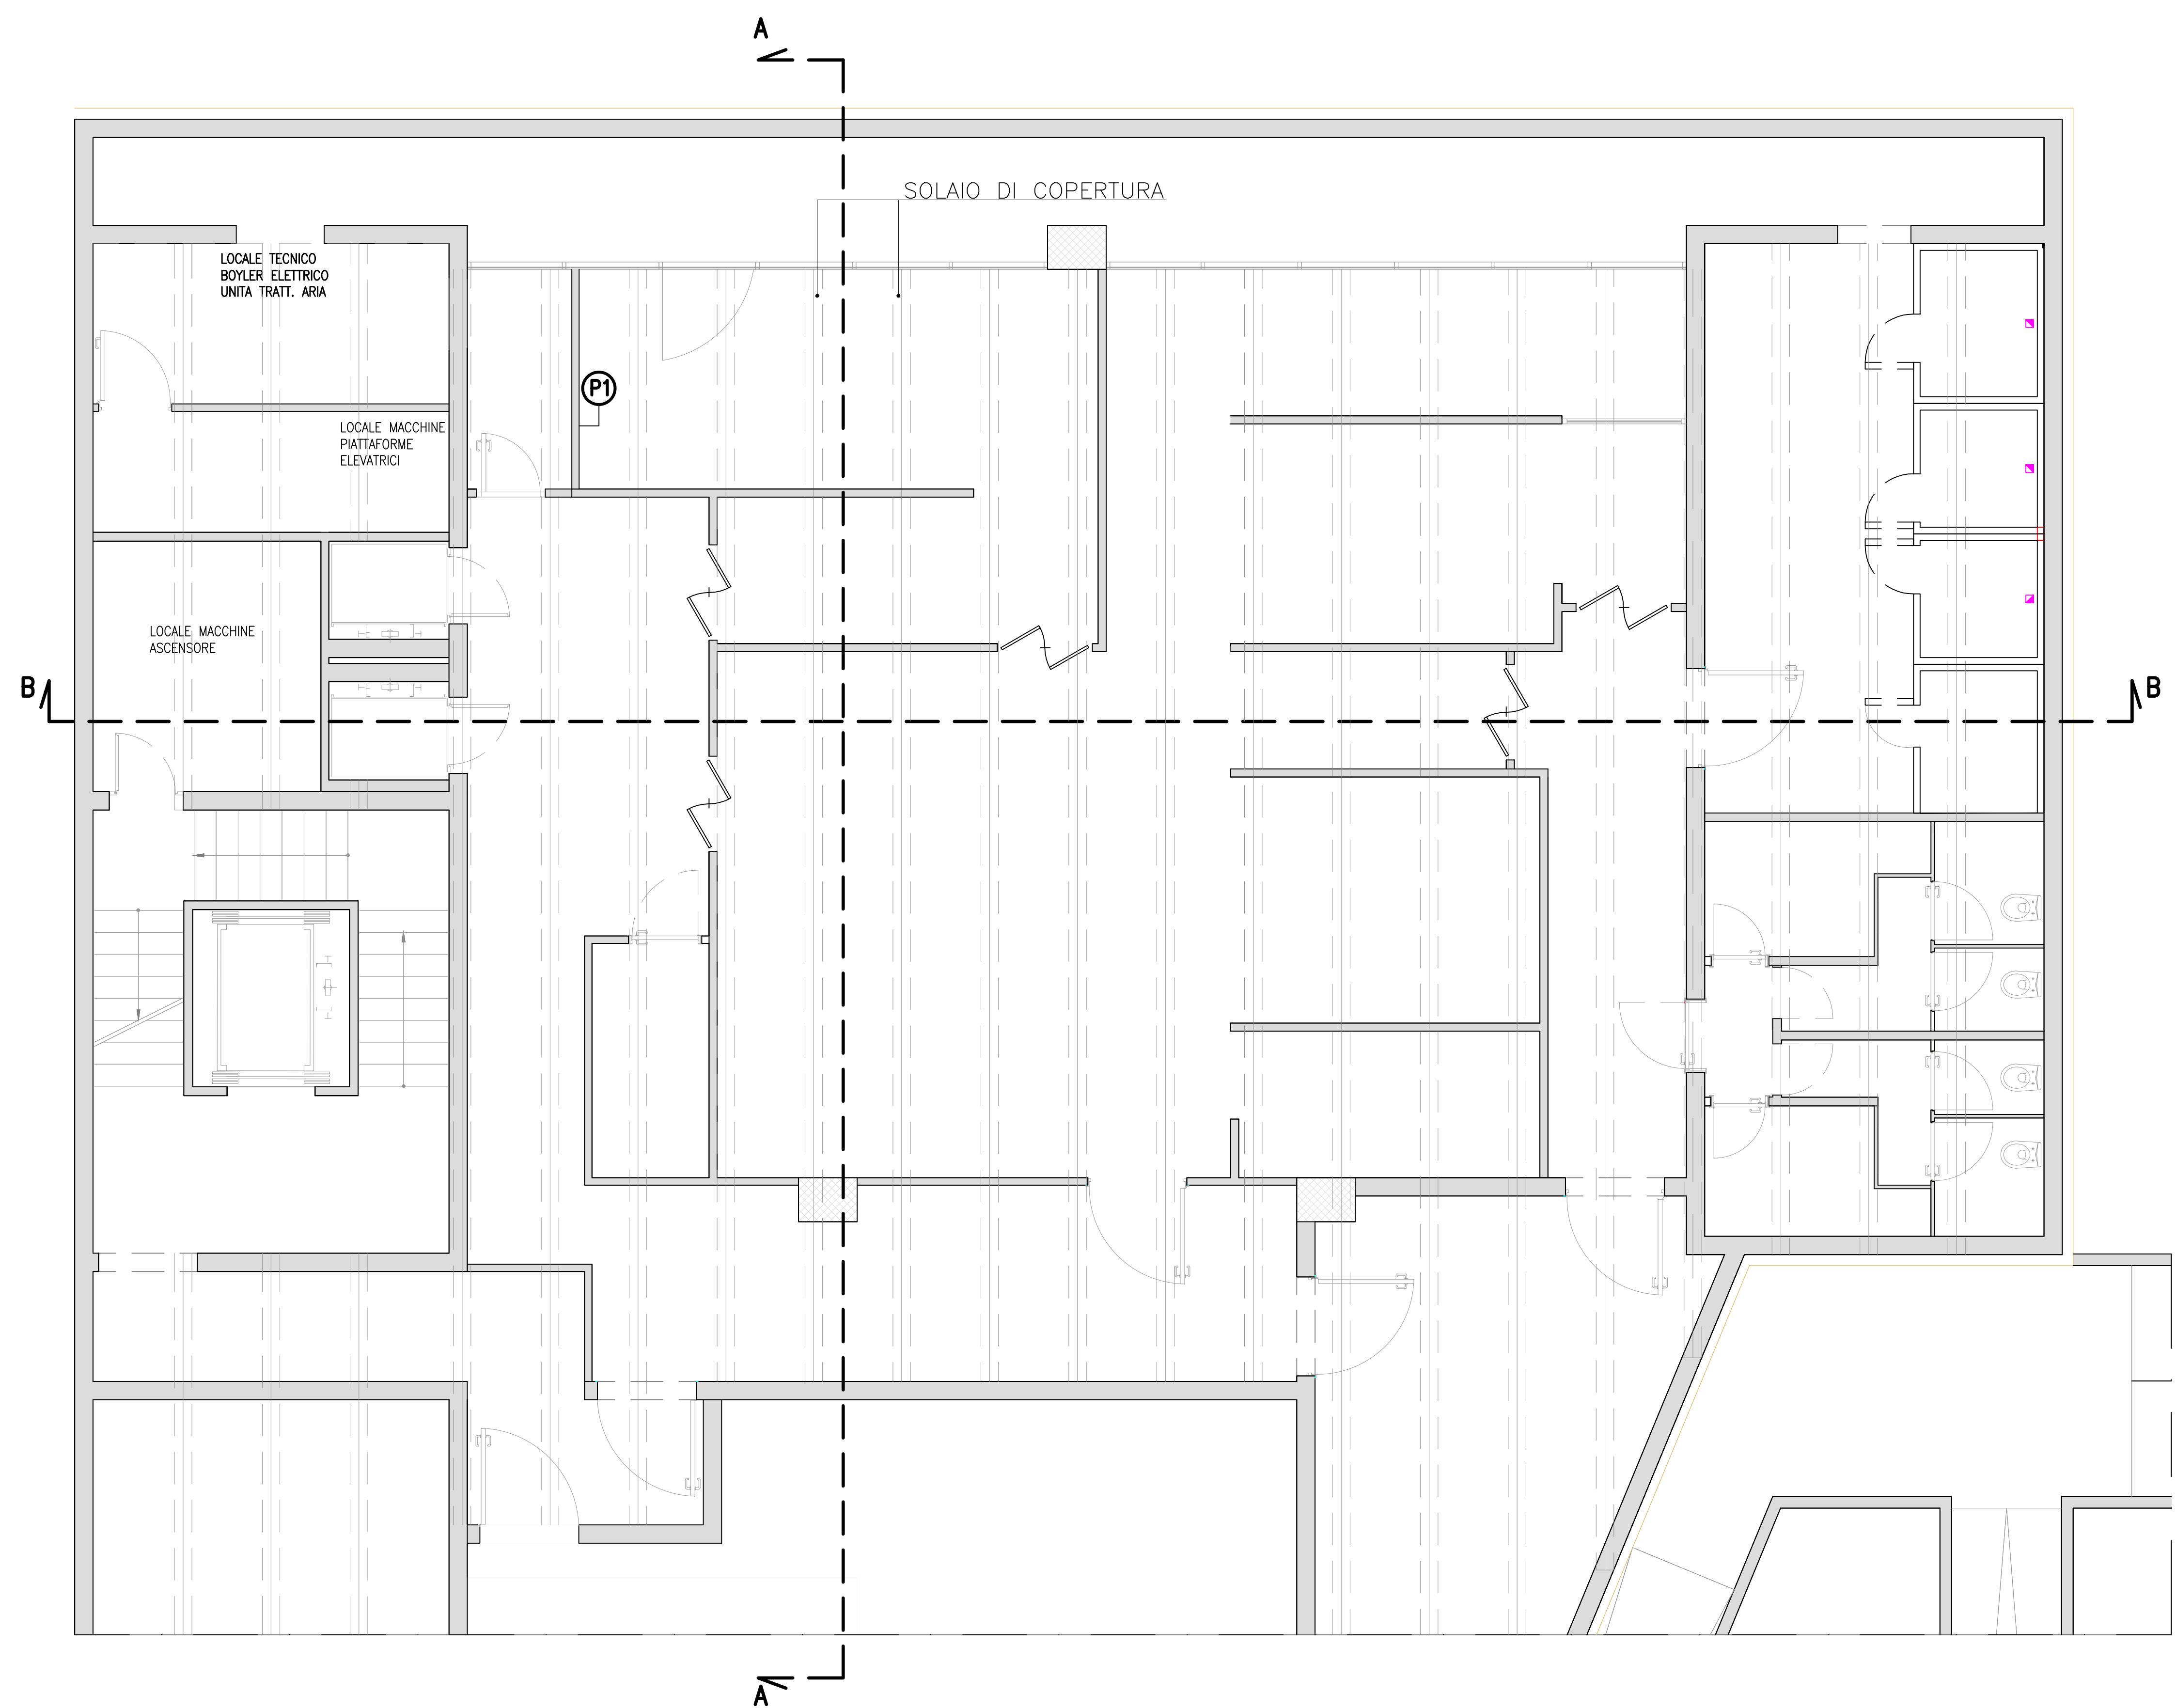 A
SOLAIO DI COPERTURA
LOCALE TECNICO
BOYLER ELETTRICO
UNITA TRATT. ARIA
P1
LOCALE MACCHINE
PIATTAFORME
ELEVATRICI
LOCALE MACCHINE
ASCENSORE
B
B
A